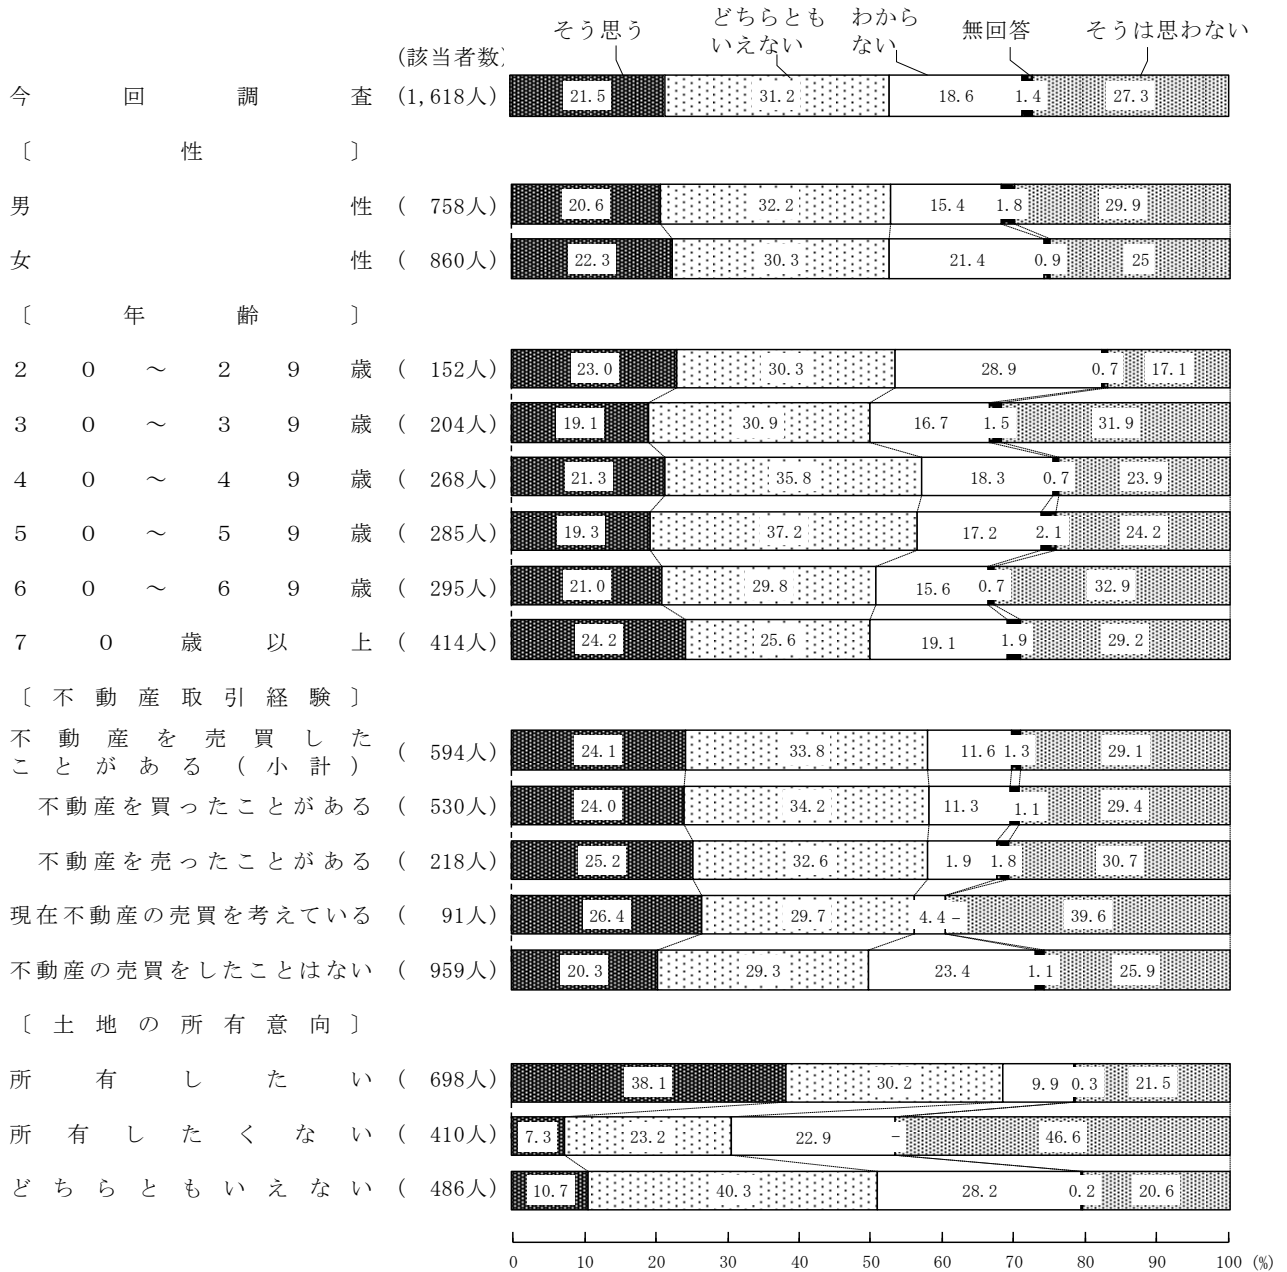 そう思う どちらとも わから 無回答 そうは思わない
いえない ない
(該当者数)
今回調査 (1,618人) 21.5 31.2 18.6 1.4 27.3
〔性〕
男性 ( 758人) 20.6 32.2 15.4 1.8 29.9
女性 ( 860人) 22.3 30.3 21.4 0.9 25
〔年齢〕
20～29歳 ( 152人) 23.0 30.3 28.9 0.7 17.1
30～39歳 ( 204人) 19.1 30.9 16.7 1.5 31.9
40～49歳 ( 268人) 21.3 35.8 18.3 0.7 23.9
50～59歳 ( 285人) 19.3 37.2 17.2 2.1 24.2
60～69歳 ( 295人) 21.0 29.8 15.6 0.7 32.9
70歳以上 ( 414人) 24.2 25.6 19.1 1.9 29.2
〔不動産取引経験〕
不動産を売買した
ことがある(小計) ( 594人) 24.1 33.8 11.6 1.3 29.1
不動産を買ったことがある ( 530人) 24.0 34.2 11.3 1.1 29.4
不動産を売ったことがある ( 218人) 25.2 32.6 1.9 1.8 30.7
現在不動産の売買を考えている ( 91人) 26.4 29.7 4.4 － 39.6
不動産の売買をしたことはない ( 959人) 20.3 29.3 23.4 1.1 25.9
〔土地の所有意向〕
所有したい ( 698人) 38.1 30.2 9.9 0.3 21.5
所有したくない ( 410人) 7.3 23.2 22.9 － 46.6
どちらともいえない ( 486人) 10.7 40.3 28.2 0.2 20.6
0 10 20 30 40 50 60 70 80 90 100 (%)